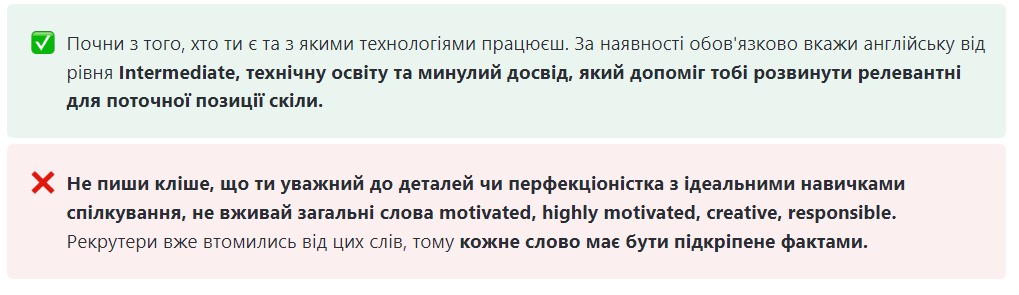 Почни з того, хто ти є та з якими технологіями працюєш. За наявності обов'язково вкажи англійську від
рівня Intermediate, технічну освіту та минулий досвід, який допоміг тобі розвинути релевантні
для поточної позиції скіли.
Не пиши кліше, що ти уважний до деталей чи перфекціоністка з ідеальними навичками
спілкування, не вживай загальні слова motivated, highly motivated, creative, responsible.
Рекрутери вже втомились від цих слів, тому кожне слово має бути підкріпене фактами.